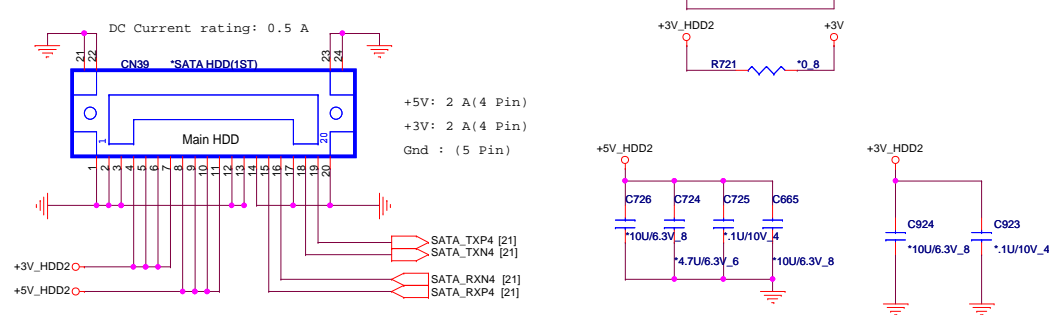 DC Current rating: 0.5 A
+3V_HDD2
+3V
R721
*0_8
21
22
23
24
CN39
*SATA HDD(1ST)
Main HDD
1
20
+5V: 2 A(4 Pin)
+3V: 2 A(4 Pin)
Gnd : (5 Pin)
1
2
3
4
5
6
7
8
9
10
11
12
13
14
15
16
17
18
19
20
SATA_TXP4 [21]
SATA_TXN4 [21]
SATA_RXN4 [21]
SATA_RXP4 [21]
+3V_HDD2
+5V_HDD2
+5V_HDD2
C726
C724
C725
C665
*10U/6.3V_8
*4.7U/6.3V_6
*.1U/10V_4
*10U/6.3V_8
+3V_HDD2
C924
C923
*10U/6.3V_8
*.1U/10V_4